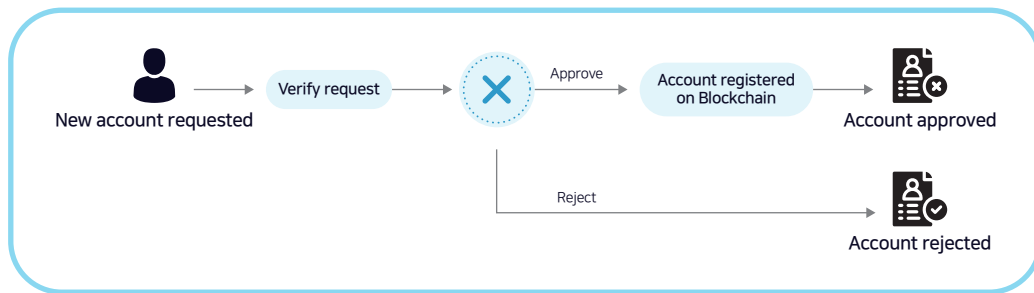 New account requested
Verify request
Approve
Account registered
on Blockchain
Account approved
Reject
Account rejected